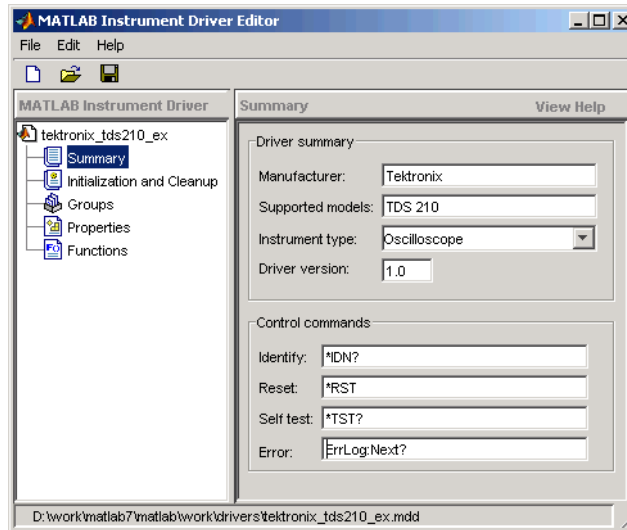 MATLAB Instrument Driver Editor
File Edit Help
MATLAB Instrument Driver
tektronix_tds210_ex
Summary
Initialization and Cleanup
Groups
Properties
Functions
Summary View Help
Driver summary
Manufacturer: Tektronix
Supported models: TDS 210
Instrument type: Oscilloscope
Driver version: 1.0
Control commands
Identify: *IDN?
Reset: *RST
Self test: *TST?
Error: ErrLog:Next?
D:\work\matlab7\matlab\work\drivers\tektronix_tds210_ex.mdd